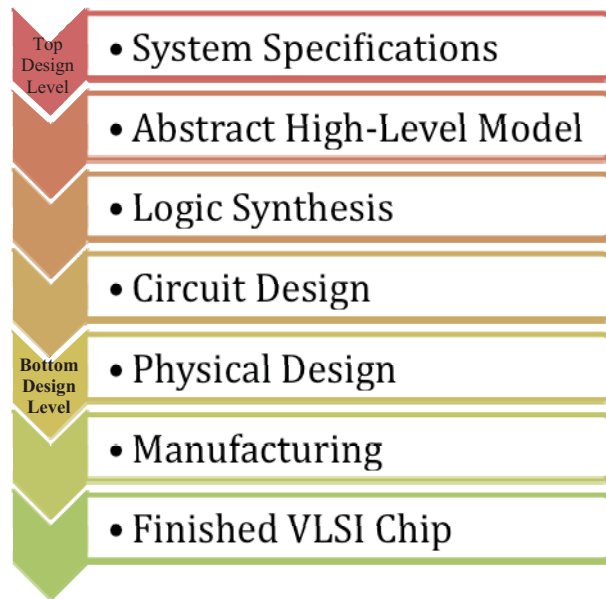 Top
Design
Level
• System Specifications
• Abstract High-Level Model
• Logic Synthesis
• Circuit Design
Bottom
Design
Level
• Physical Design
• Manufacturing
• Finished VLSI Chip